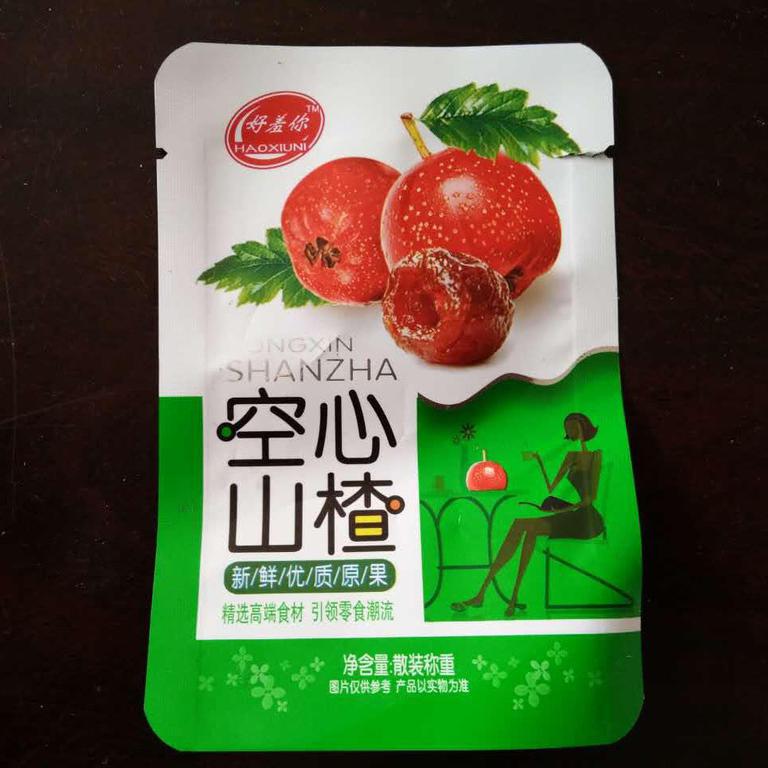 好羞你 TM
HAOXIUNI
ONGXIN
SHANZHA
空心
山楂
新/鲜/优/质/原/果
精选高端食材 引领零食潮流
净含量:散装称重
图片仅供参考 产品以实物为准